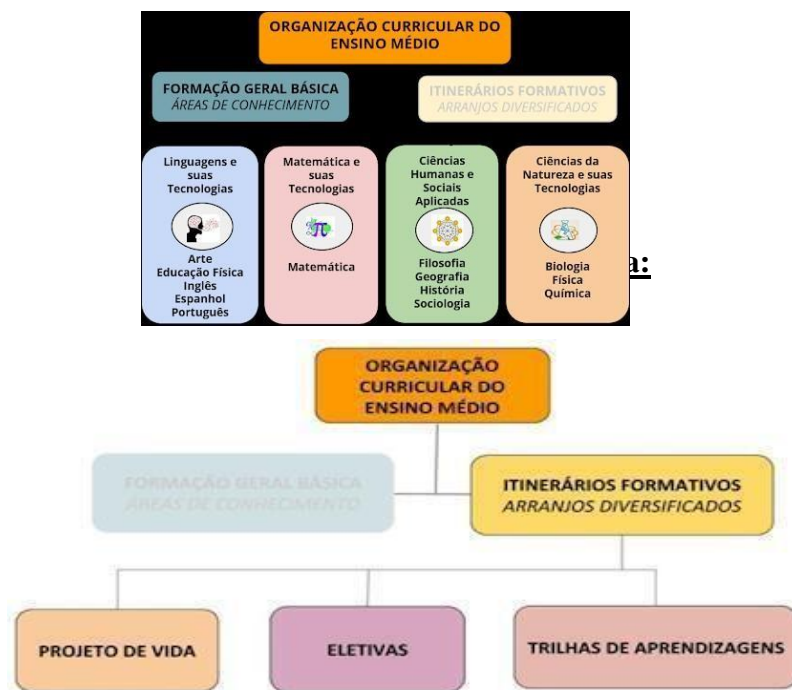 ORGANIZAÇÃO CURRICULAR DO
ENSINO MÉDIO
FORMAÇÃO GERAL BÁSICA
ÁREAS DE CONHECIMENTO
ITINERÁRIOS FORMATIVOS
ARRANJOS DIVERSIFICADOS
Linguagens e
suas
Tecnologias
Arte
Educação Física
Inglês
Espanhol
Português
Matemática e
suas
Tecnologias
Matemática
Ciências
Humanas e
Sociais
Aplicadas
Filosofia
Geografia
História
Sociologia
Ciências da
Natureza e suas
Tecnologias
Biologia
Física
Química
a:
ORGANIZAÇÃO
CURRICULAR DO
ENSINO MÉDIO
FORMAÇÃO GERAL BÁSICA
ÁREAS DE CONHECIMENTO
ITINERÁRIOS FORMATIVOS
ARRANJOS DIVERSIFICADOS
PROJETO DE VIDA
ELETIVAS
TRILHAS DE APRENDIZAGENS